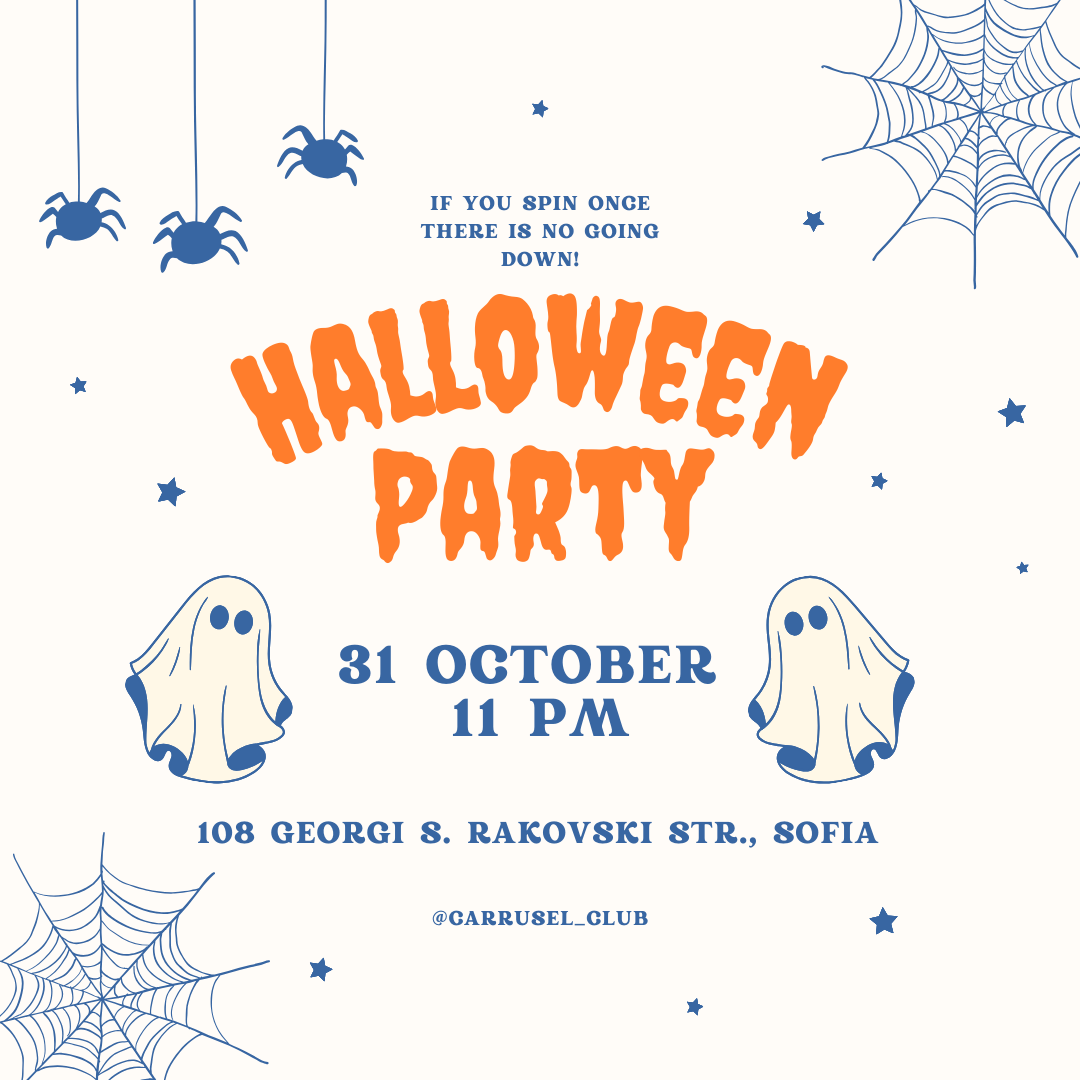 IF YOU SPIN ONCE
THERE IS NO GOING
DOWN!
HALLOWEEN
PARTY
31 OCTOBER
11 PM
108 GEORGI S. RAKOVSKI STR., SOFIA
@CARRUSEL_CLUB